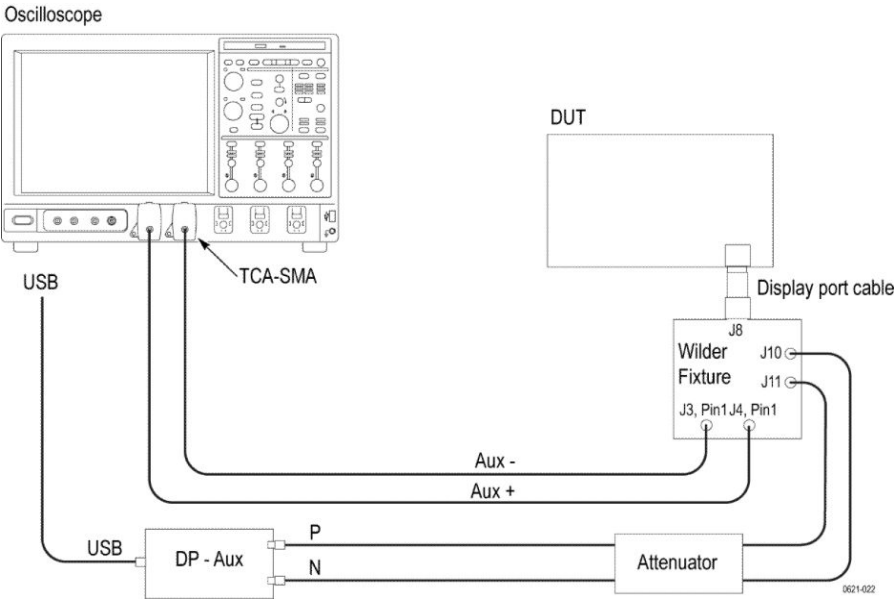 Oscilloscope
DUT
TCA-SMA
USB
Display port cable
J8
Wilder
Fixture
J10
J11
J3, Pin1 J4, Pin1
Aux -
Aux +
P
N
USB
DP - Aux
Attenuator
0621-022